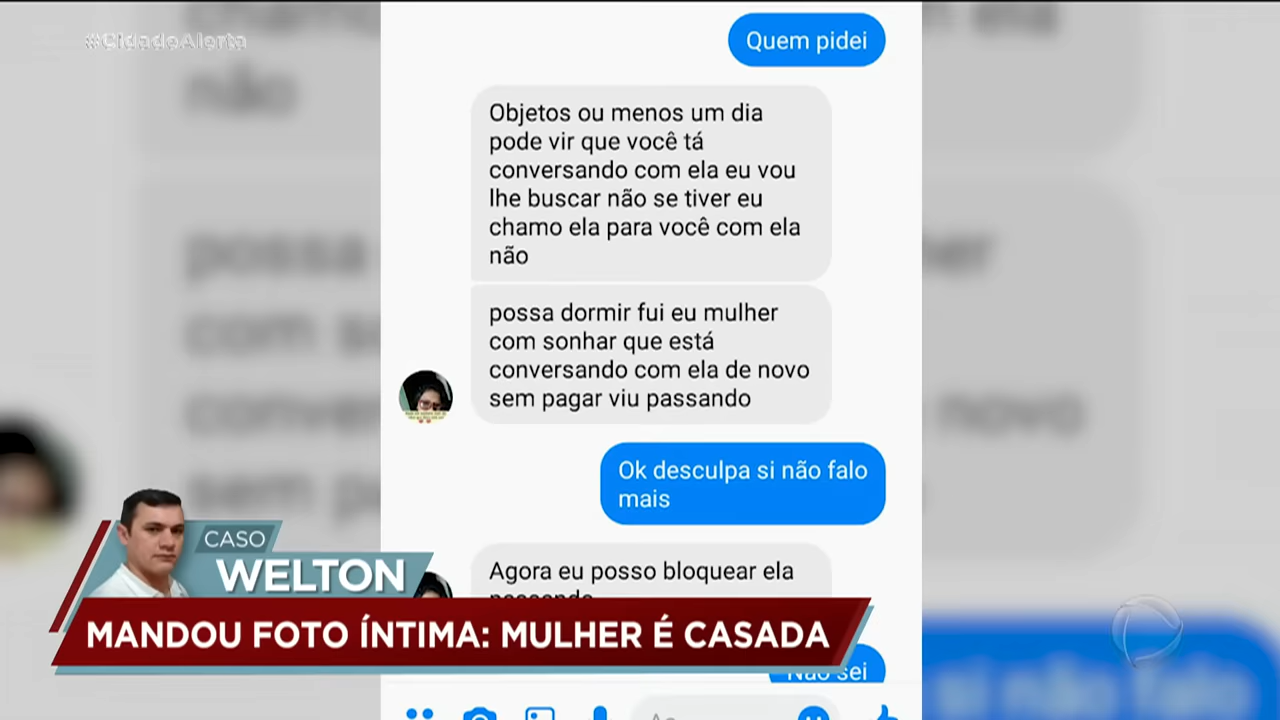 #CidadeAlerta
Quem pidei
Objetos ou menos um dia
pode vir que você tá
conversando com ela eu vou
lhe buscar não se tiver eu
chamo ela para você com ela
não
possa dormir fui eu mulher
com sonhar que está
conversando com ela de novo
sem pagar viu passando
Ok desculpa si não falo
mais
Agora eu posso bloquear ela
Não sei
CASO
WELTON
MANDOU FOTO ÍNTIMA: MULHER É CASADA